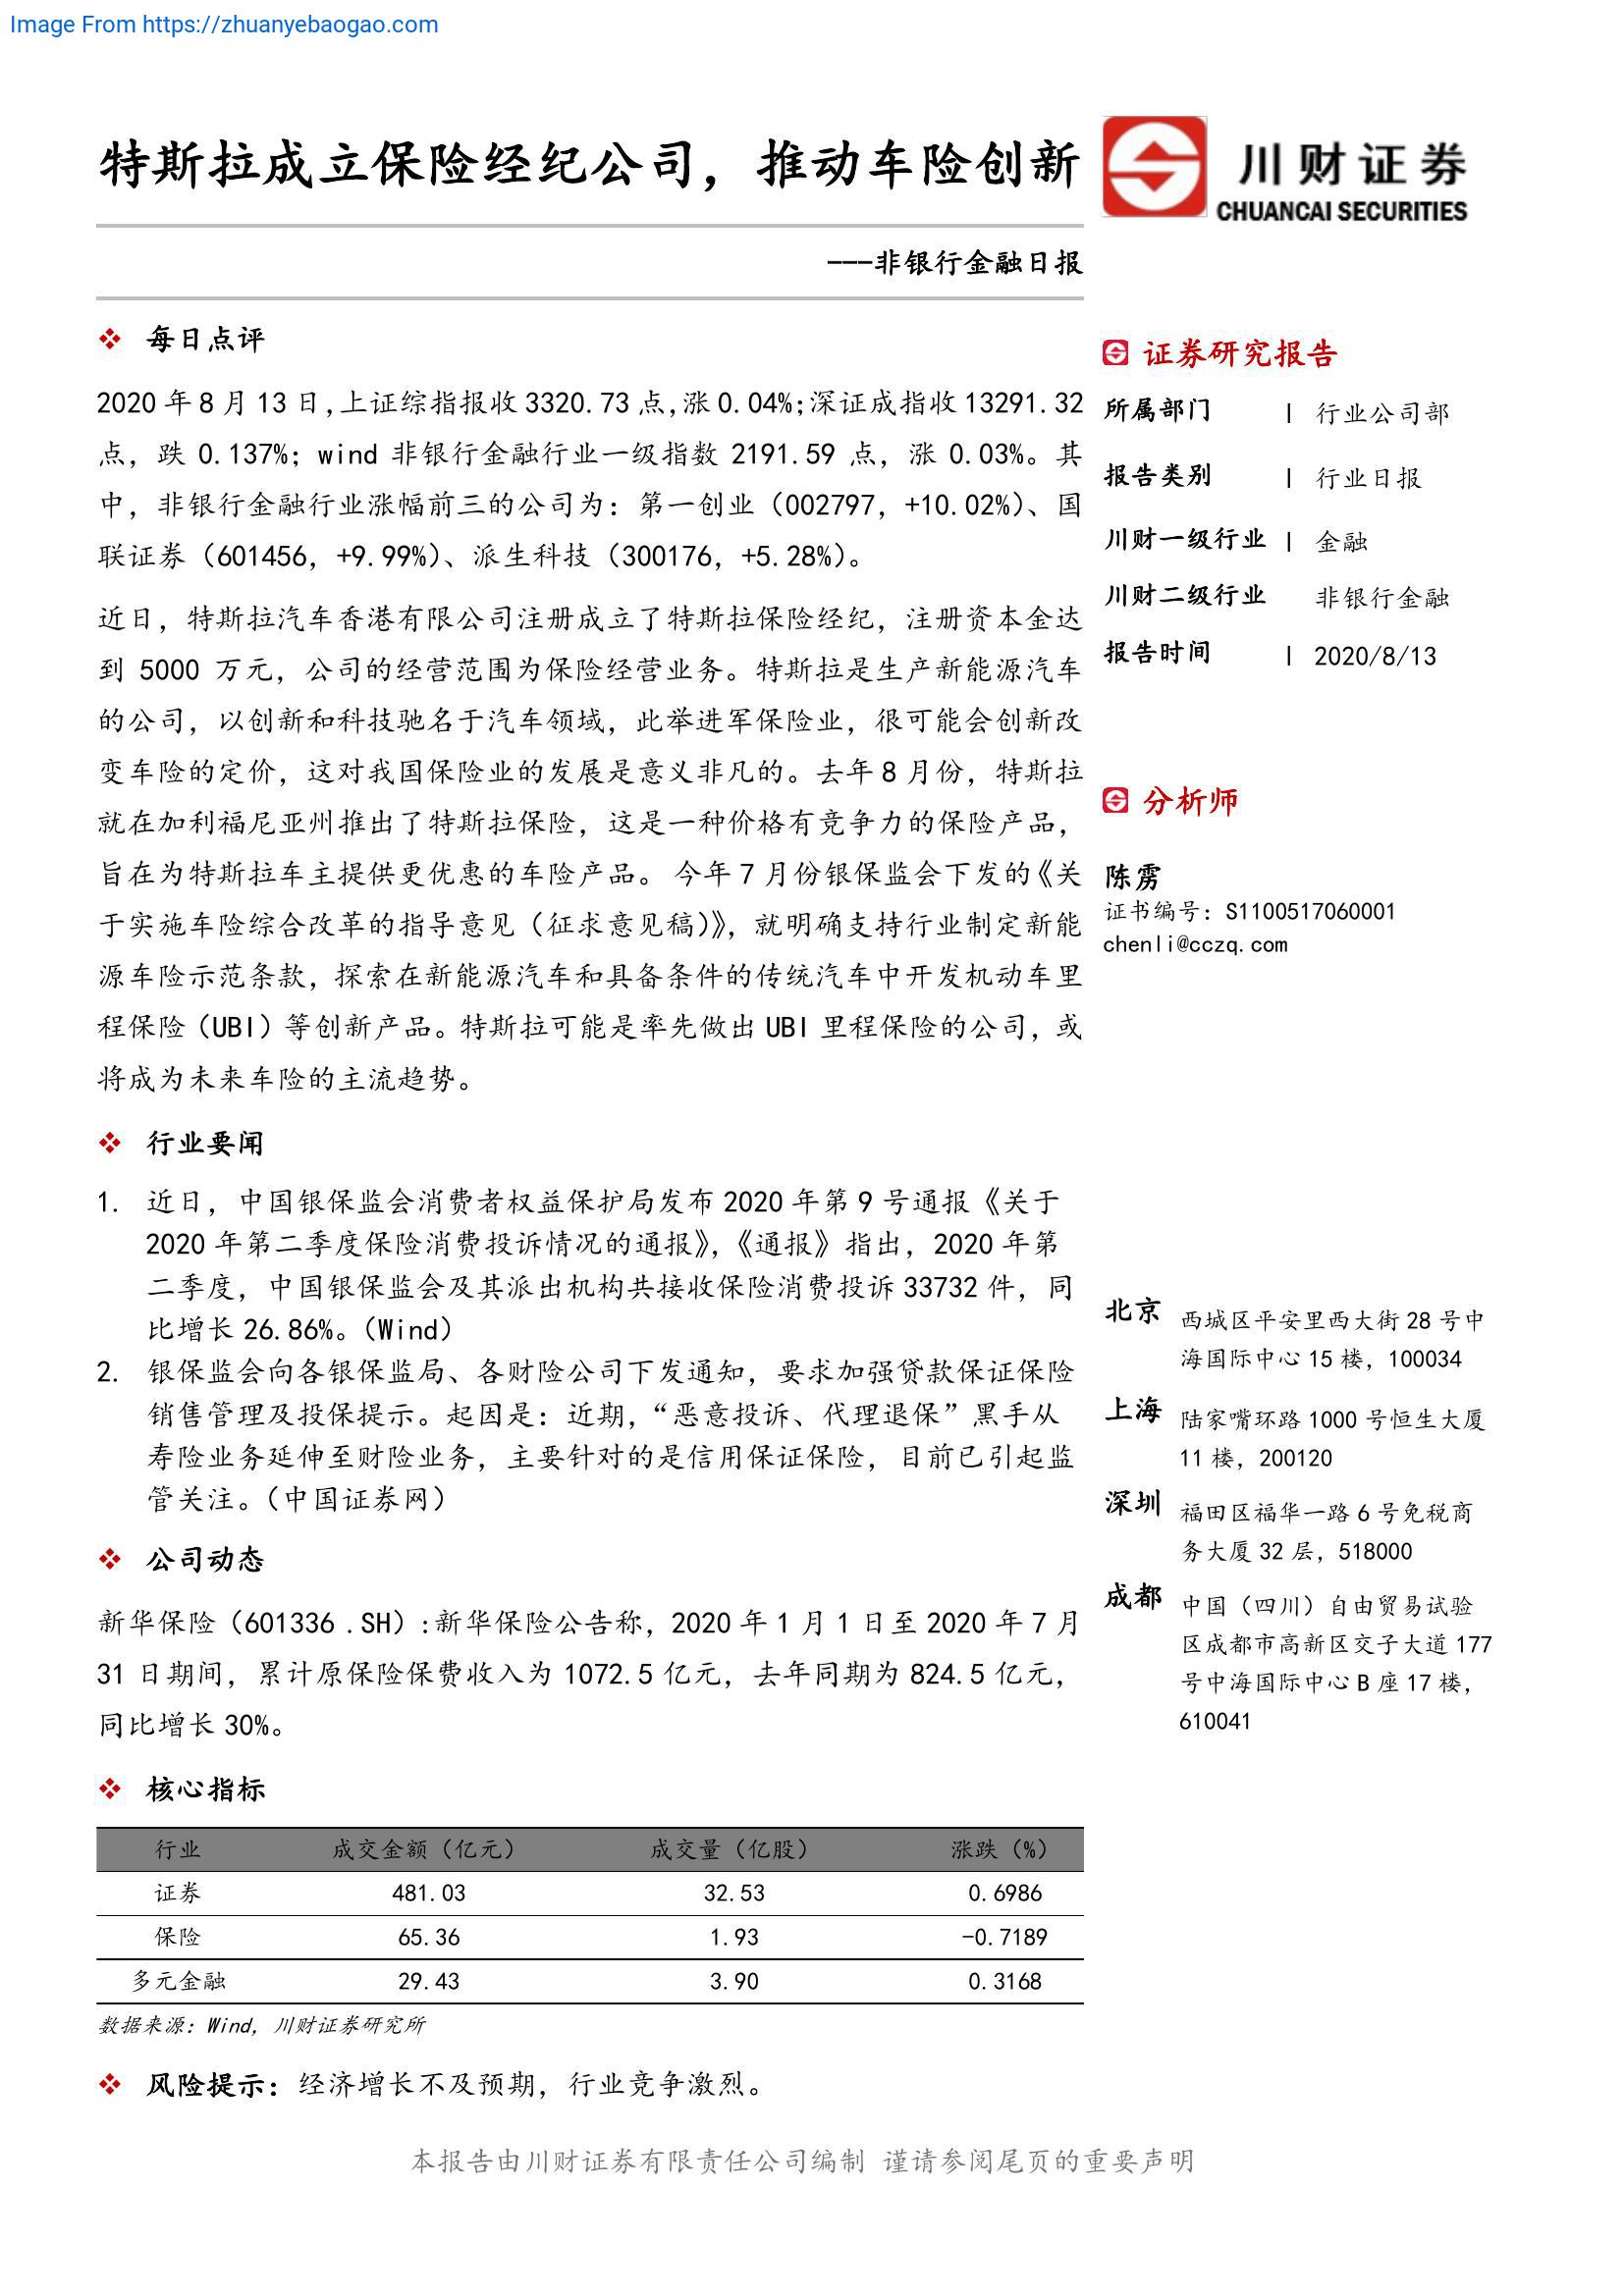 Image From https://zhuanyebaogao.com
特斯拉成立保险经纪公司，推动车险创新
川财证券
CHUANCAI SECURITIES
---非银行金融日报
每日点评
2020 年 8 月 13 日,上证综指报收 3320.73 点,涨 0.04%;深证成指收 13291.32
点，跌 0.137%；wind 非银行金融行业一级指数 2191.59 点，涨 0.03%。其
中，非银行金融行业涨幅前三的公司为：第一创业（002797，+10.02%）、国
联证券（601456，+9.99%）、派生科技（300176，+5.28%）。
近日，特斯拉汽车香港有限公司注册成立了特斯拉保险经纪，注册资本金达
到 5000 万元，公司的经营范围为保险经营业务。特斯拉是生产新能源汽车
的公司，以创新和科技驰名于汽车领域，此举进军保险业，很可能会创新改
变车险的定价，这对我国保险业的发展是意义非凡的。去年 8 月份，特斯拉
就在加利福尼亚州推出了特斯拉保险，这是一种价格有竞争力的保险产品，
旨在为特斯拉车主提供更优惠的车险产品。 今年 7 月份银保监会下发的《关
于实施车险综合改革的指导意见（征求意见稿）》，就明确支持行业制定新能
源车险示范条款，探索在新能源汽车和具备条件的传统汽车中开发机动车里
程保险（UBI）等创新产品。特斯拉可能是率先做出 UBI 里程保险的公司，或
将成为未来车险的主流趋势。
行业要闻
1. 近日，中国银保监会消费者权益保护局发布 2020 年第 9 号通报《关于
2020 年第二季度保险消费投诉情况的通报》，《通报》指出，2020 年第
二季度，中国银保监会及其派出机构共接收保险消费投诉 33732 件，同
比增长 26.86%。（Wind）
2. 银保监会向各银保监局、各财险公司下发通知，要求加强贷款保证保险
销售管理及投保提示。起因是：近期，“恶意投诉、代理退保”黑手从
寿险业务延伸至财险业务，主要针对的是信用保证保险，目前已引起监
管关注。（中国证券网）
公司动态
新华保险（601336 .SH）:新华保险公告称，2020 年 1 月 1 日至 2020 年 7 月
31 日期间，累计原保险保费收入为 1072.5 亿元，去年同期为 824.5 亿元，
同比增长 30%。
核心指标
行业 成交金额（亿元） 成交量（亿股） 涨跌（%）
证券 481.03 32.53 0.6986
保险 65.36 1.93 -0.7189
多元金融 29.43 3.90 0.3168
数据来源：Wind，川财证券研究所
风险提示：经济增长不及预期，行业竞争激烈。
证券研究报告
所属部门 | 行业公司部
报告类别 | 行业日报
川财一级行业 | 金融
川财二级行业 非银行金融
报告时间 | 2020/8/13
分析师
陈雳
证书编号：S1100517060001
chenli@cczq.com
北京 西城区平安里西大街 28 号中
海国际中心 15 楼，100034
上海 陆家嘴环路 1000 号恒生大厦
11 楼，200120
深圳 福田区福华一路 6 号免税商
务大厦 32 层，518000
成都 中国（四川）自由贸易试验
区成都市高新区交子大道 177
号中海国际中心 B 座 17 楼，
610041
本报告由川财证券有限责任公司编制 谨请参阅尾页的重要声明